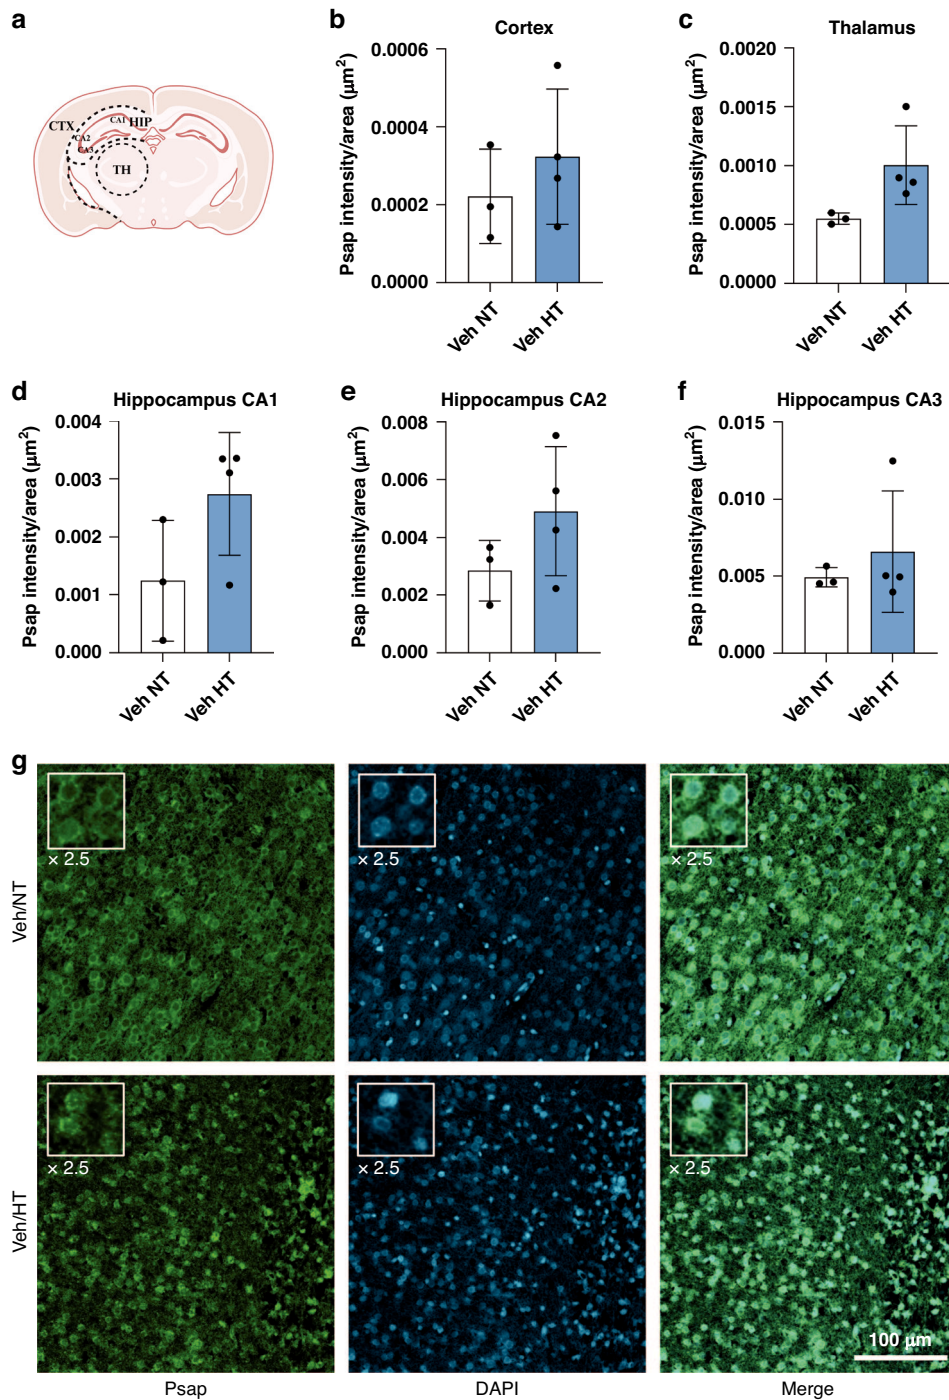 a
CTX
CA1
HIP
CA2
CA3
TH
b
Cortex
Psap intensity/area (μm²)
0.0006
0.0004
0.0002
0.0000
Veh NT
Veh HT
c
Thalamus
Psap intensity/area (μm²)
0.0020
0.0015
0.0010
0.0005
0.0000
Veh NT
Veh HT
d
Hippocampus CA1
Psap intensity/area (μm²)
0.004
0.003
0.002
0.001
0.000
Veh NT
Veh HT
e
Hippocampus CA2
Psap intensity/area (μm²)
0.008
0.006
0.004
0.002
0.000
Veh NT
Veh HT
f
Hippocampus CA3
Psap intensity/area (μm²)
0.015
0.010
0.005
0.000
Veh NT
Veh HT
g
Veh/NT
× 2.5
× 2.5
× 2.5
Veh/HT
× 2.5
× 2.5
× 2.5
100 μm
Psap
DAPI
Merge